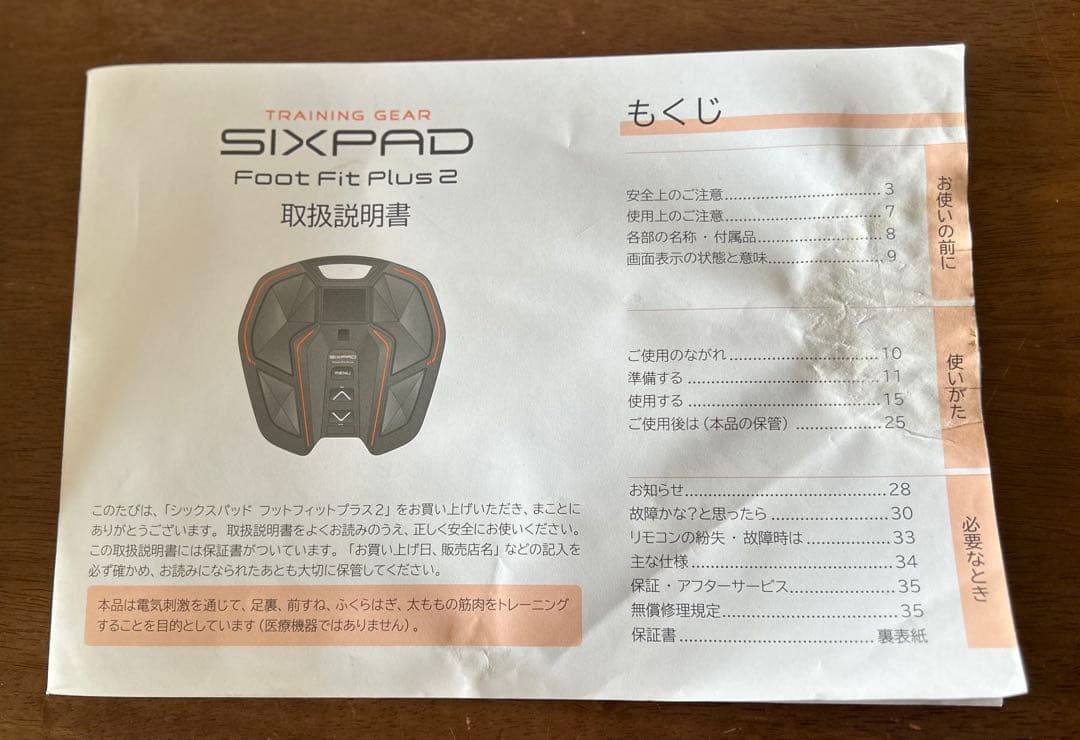 TRAINING GEAR
SIXPAD
Foot Fit Plus 2
取扱説明書
SIXPAD
MENU
このたびは、「シックスパッド フットフィットプラス2」をお買い上げいただき、まことに
ありがとうございます。取扱説明書をよくお読みのうえ、正しく安全にお使いください。
この取扱説明書には保証書がついています。「お買い上げ日、販売店名」などの記入を
必ず確かめ、お読みになられたあとも大切に保管してください。
本品は電気刺激を通じて、足裏、前すね、ふくらはぎ、太ももの筋肉をトレーニング
することを目的としています（医療機器ではありません）。
もくじ
お使いの前に
安全上のご注意 3
使用上のご注意 7
各部の名称・付属品 8
画面表示の状態と意味 9
使いかた
ご使用のながれ 10
準備する 11
使用する 15
ご使用後は（本品の保管） 25
必要なとき
お知らせ 28
故障かな？と思ったら 30
リモコンの紛失・故障時は 33
主な仕様 34
保証・アフターサービス 35
無償修理規定 35
保証書 裏表紙